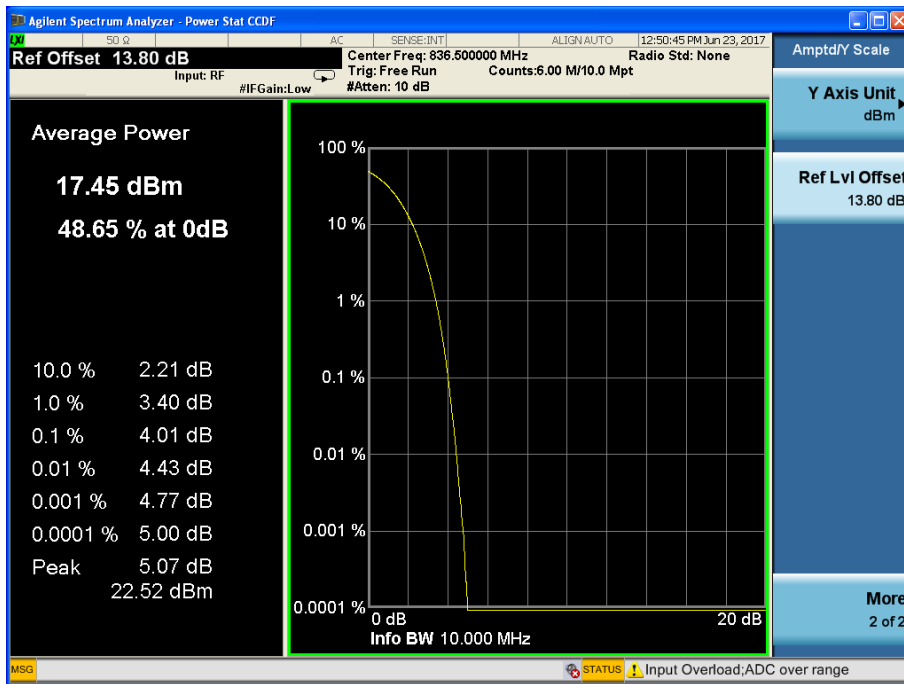 Agilent Spectrum Analyzer - Power Stat CCDF
LXI 50 Ω AC SENSE:INT ALIGN AUTO 12:50:45 PM Jun 23, 2017
Ref Offset 13.80 dB
Input: RF
#IFGain:Low
Center Freq: 836.500000 MHz
Trig: Free Run
#Atten: 10 dB
Counts:6.00 M/10.0 Mpt
Radio Std: None
Average Power
17.45 dBm
48.65 % at 0dB
10.0 % 2.21 dB
1.0 % 3.40 dB
0.1 % 4.01 dB
0.01 % 4.43 dB
0.001 % 4.77 dB
0.0001 % 5.00 dB
Peak 5.07 dB
22.52 dBm
100 %
10 %
1 %
0.1 %
0.01 %
0.001 %
0.0001 %
0 dB 20 dB
Info BW 10.000 MHz
Amptd/Y Scale
Y Axis Unit
dBm
Ref Lvl Offset
13.80 dB
More
2 of 2
MSG STATUS Input Overload;ADC over range